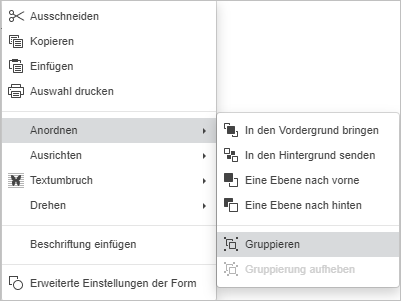 Ausschneiden
Kopieren
Einfügen
Auswahl drucken
Anordnen
Ausrichten
Textumbruch
Drehen
Beschriftung einfügen
Erweiterte Einstellungen der Form
In den Vordergrund bringen
In den Hintergrund senden
Eine Ebene nach vorne
Eine Ebene nach hinten
Gruppieren
Gruppierung aufheben